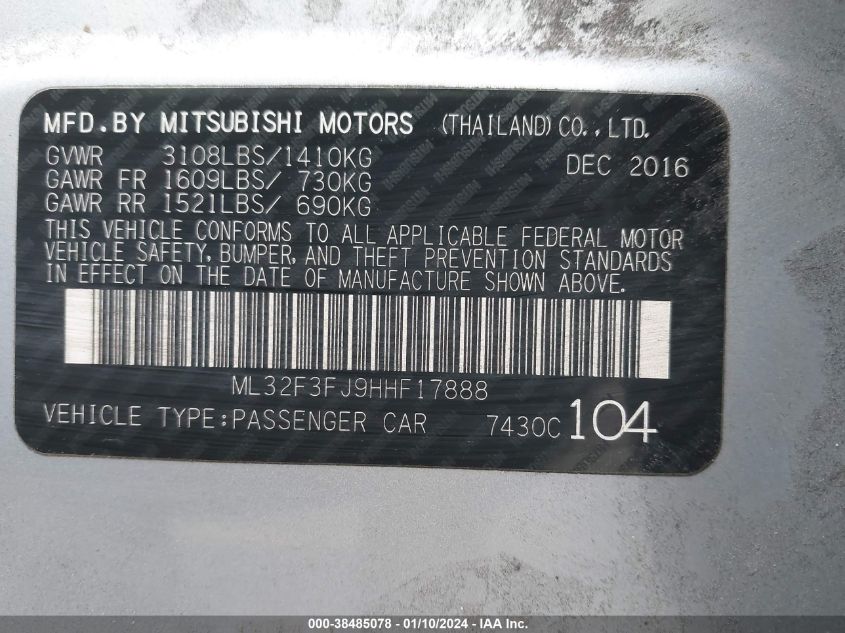 MFD.BY MITSUBISHI MOTORS (THAILAND)CO.,LTD.
GVWR 3108LBS/1410KG DEC 2016
GAWR FR 1609LBS/ 730KG
GAWR RR 1521LBS/ 690KG
THIS VEHICLE CONFORMS TO ALL APPLICABLE FEDERAL MOTOR
VEHICLE SAFETY, BUMPER, AND THEFT PREVENTION STANDARDS
IN EFFECT ON THE DATE OF MANUFACTURE SHOWN ABOVE.
ML32F3FJ9HHF17888
VEHICLE TYPE:PASSENGER CAR 7430C 104
000-38485078 - 01/10/2024 - IAAI.com